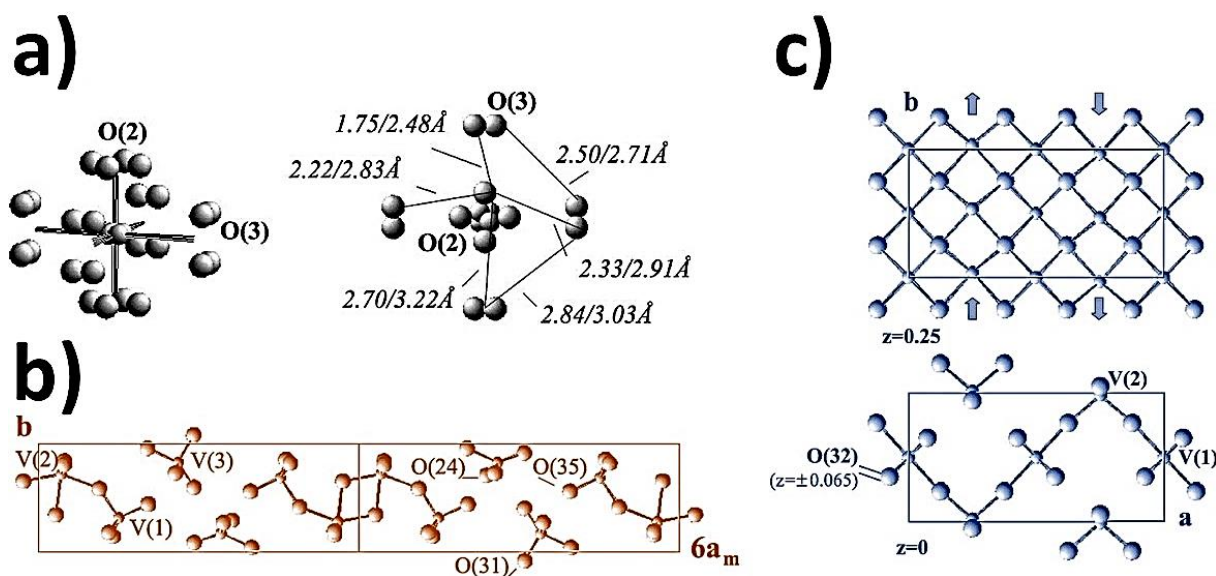 a)
O(2)
O(3)
O(3)
1.75/2.48Å
2.50/2.71Å
2.22/2.83Å
O(2)
2.33/2.91Å
2.70/3.22Å
2.84/3.03Å
b)
b
V(2)
V(3)
V(1)
O(24)
O(35)
O(31)
6aₘ
c)
b
z=0.25
V(2)
O(32)
(z=±0.065)
V(1)
a
z=0